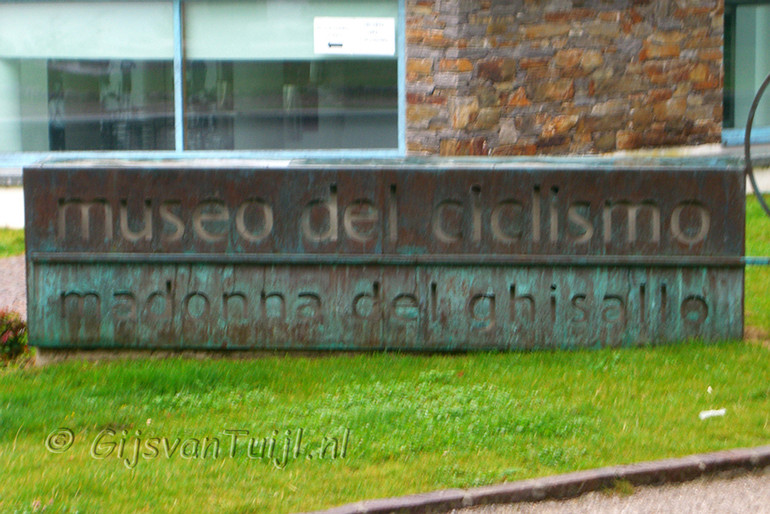 museo del ciclismo
madonna del ghisallo
© GijsvanTuijl.nl